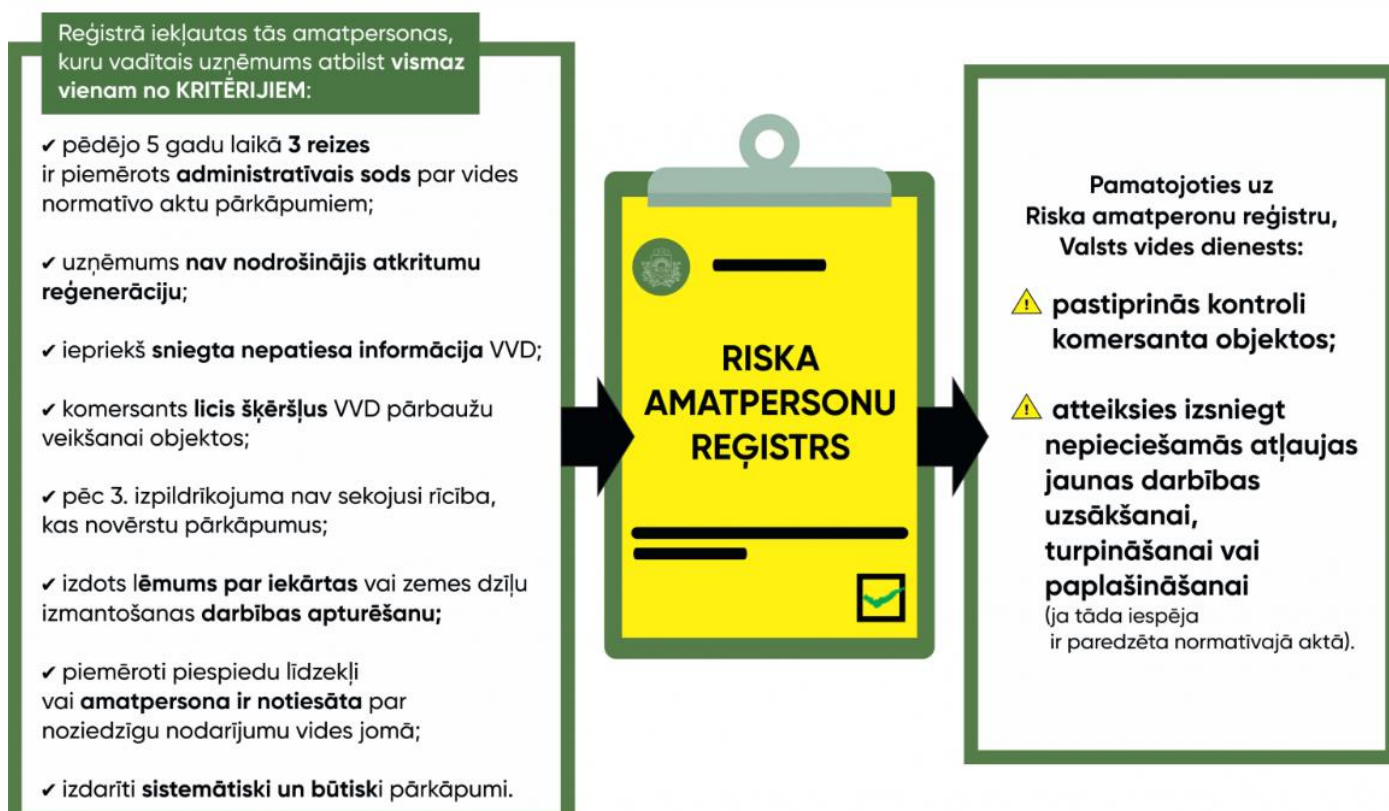 Reģistrā iekļautas tās amatpersonas,
kuru vadītais uzņēmums atbilst vismaz
vienam no KRITĒRIJIEM:
✔ pēdējo 5 gadu laikā 3 reizes
ir piemērots administratīvais sods par vides
normatīvo aktu pārkāpumiem;
✔ uzņēmums nav nodrošinājis atkritumu
reģenerāciju;
✔ iepriekš sniegta nepatiesa informācija VVD;
✔ komersants licis šķēršļus VVD pārbaužu
veikšanai objektos;
✔ pēc 3. izpildrīkojuma nav sekojusi rīcība,
kas novērstu pārkāpumus;
✔ izdots lēmums par iekārtas vai zemes dzīļu
izmantošanas darbības apturēšanu;
✔ piemēroti piespiedu līdzekļi
vai amatpersona ir notiesāta par
noziedzīgu nodarījumu vides jomā;
✔ izdarīti sistemātiski un būtiski pārkāpumi.
RISKA
AMATPERSONU
REĢISTRS
Pamatojoties uz
Riska amatperonu reģistru,
Valsts vides dienests:
pastiprinās kontroli
komersanta objektos;
atteiksies izsniegt
nepieciešamās atļaujas
jaunas darbības
uzsākšanai,
turpināšanai vai
paplašināšanai
(ja tāda iespēja
ir paredzēta normatīvajā aktā).